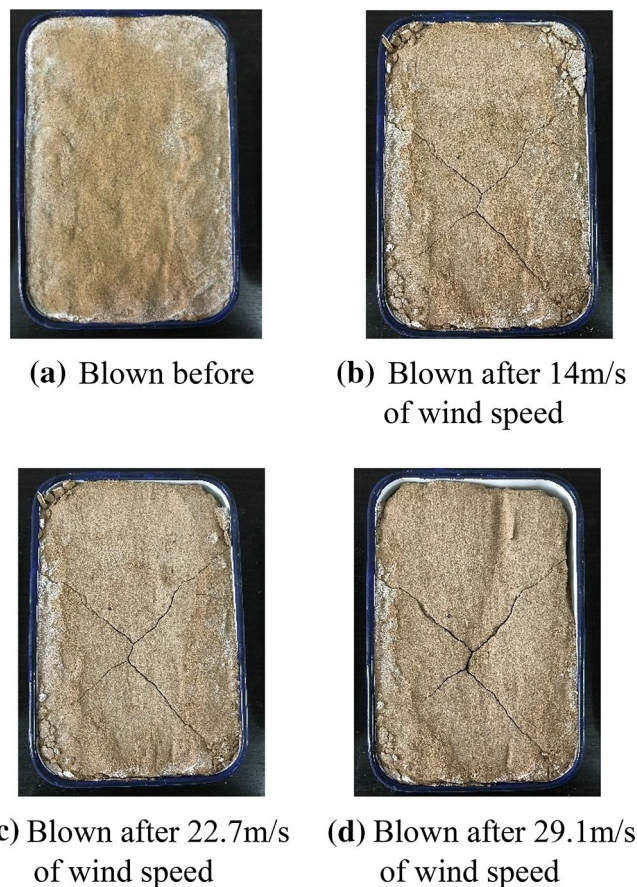 (a) Blown before
(b) Blown after 14m/s
of wind speed
c) Blown after 22.7m/s
of wind speed
(d) Blown after 29.1m/s
of wind speed